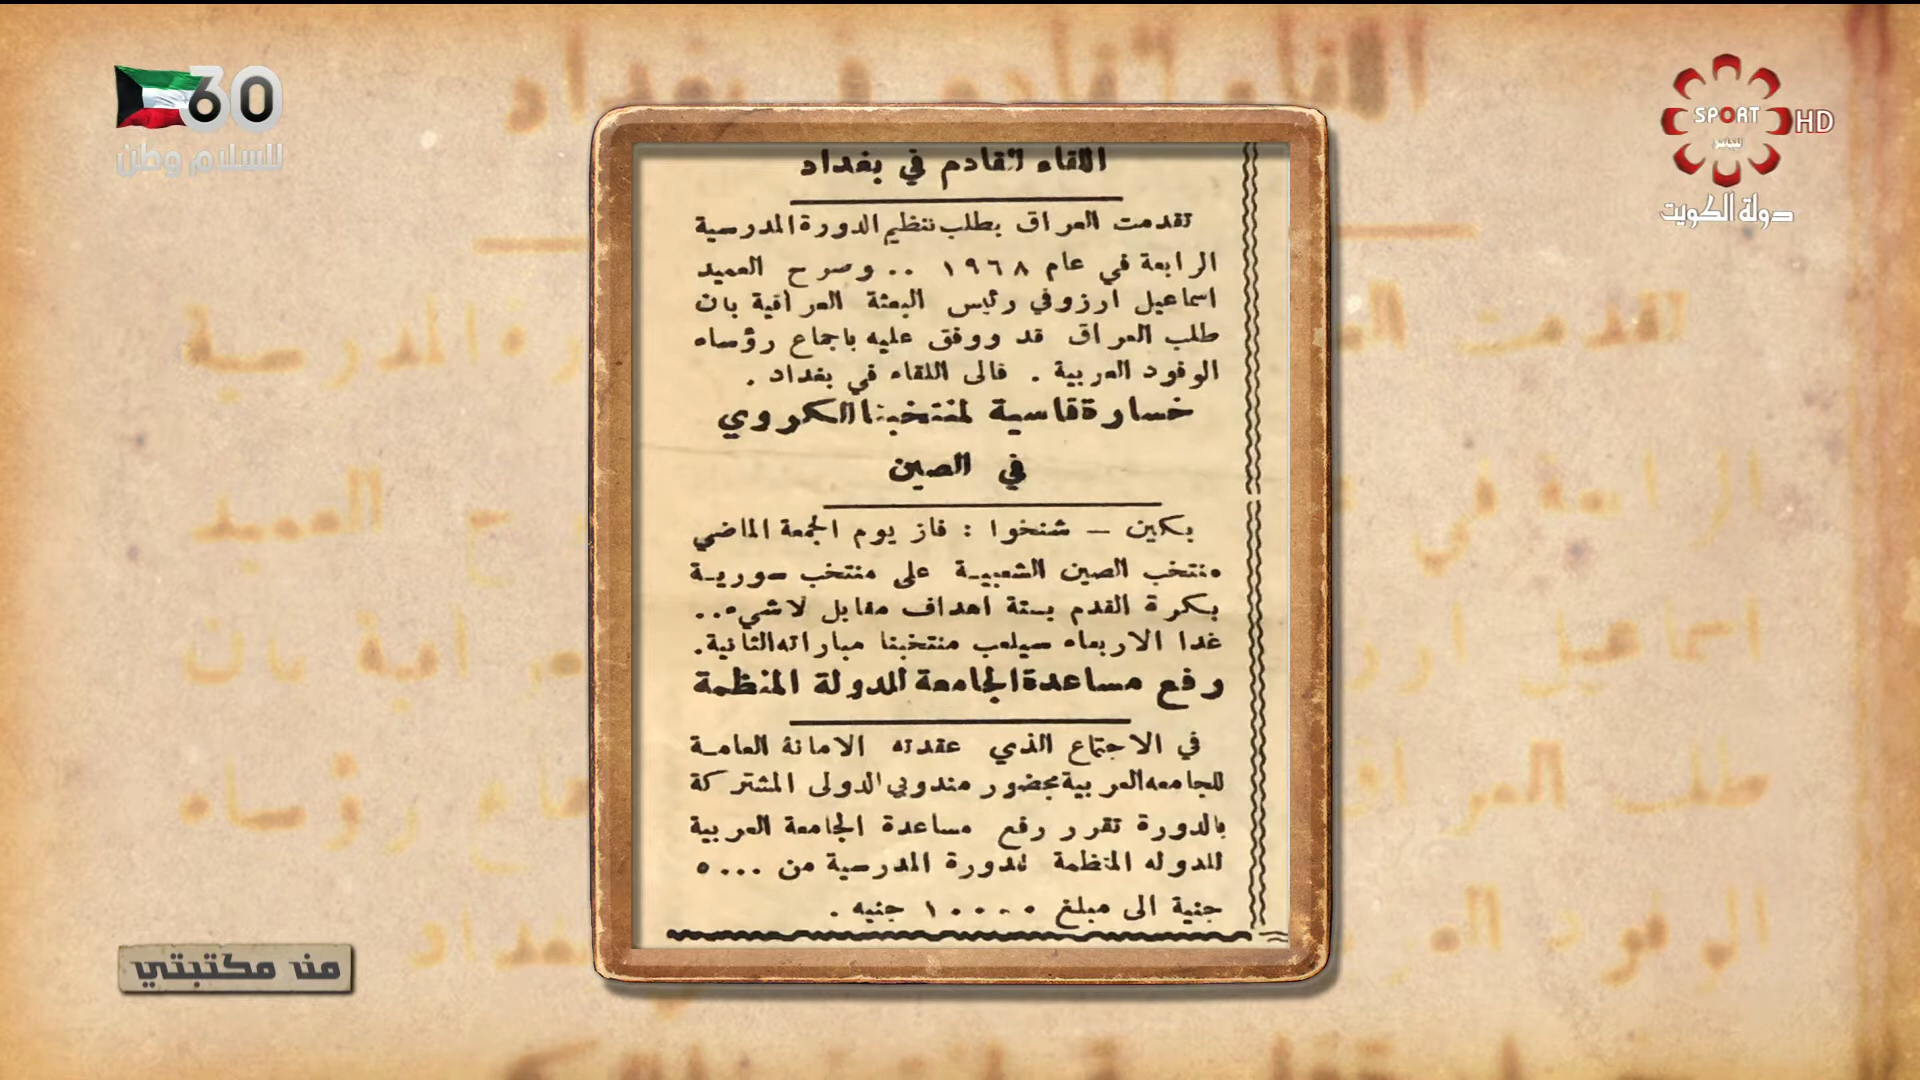 60
للسلام وطن
SPORT
HD
دولة الكويت
اللقاء القادم في بغداد
تقدمت العراق بطلب تنظيم الدورة المدرسية
الرابعة في عام ١٩٦٨ .. وصرح العميد
اسماعيل ارزوفي رئيس البعثة العراقية بان
طلب العراق قد ووفق عليه باجماع رؤساء
الوفود العربية . فالى اللقاء في بغداد .
خسارة قاسية لمنتخبنا الكروي
في الصين
بكين – شنخوا : فاز يوم الجمعة الماضي
منتخب الصين الشعبية على منتخب سورية
بكرة القدم بستة اهداف مقابل لاشيء..
غدا الاربعاء سيلعب منتخبنا مباراته الثانية.
رفع مساعدة الجامعة للدولة المنظمة
في الاجتماع الذي عقدته الامانة العامة
للجامعه العربية بحضور مندوبي الدولى المشتركة
بالدورة تقرر رفع مساعدة الجامعة العربية
للدوله المنظمة للدورة المدرسية من ٥٠٠٠
جنية الى مبلغ ١٠٠٠٠ جنيه .
من مكتبتي